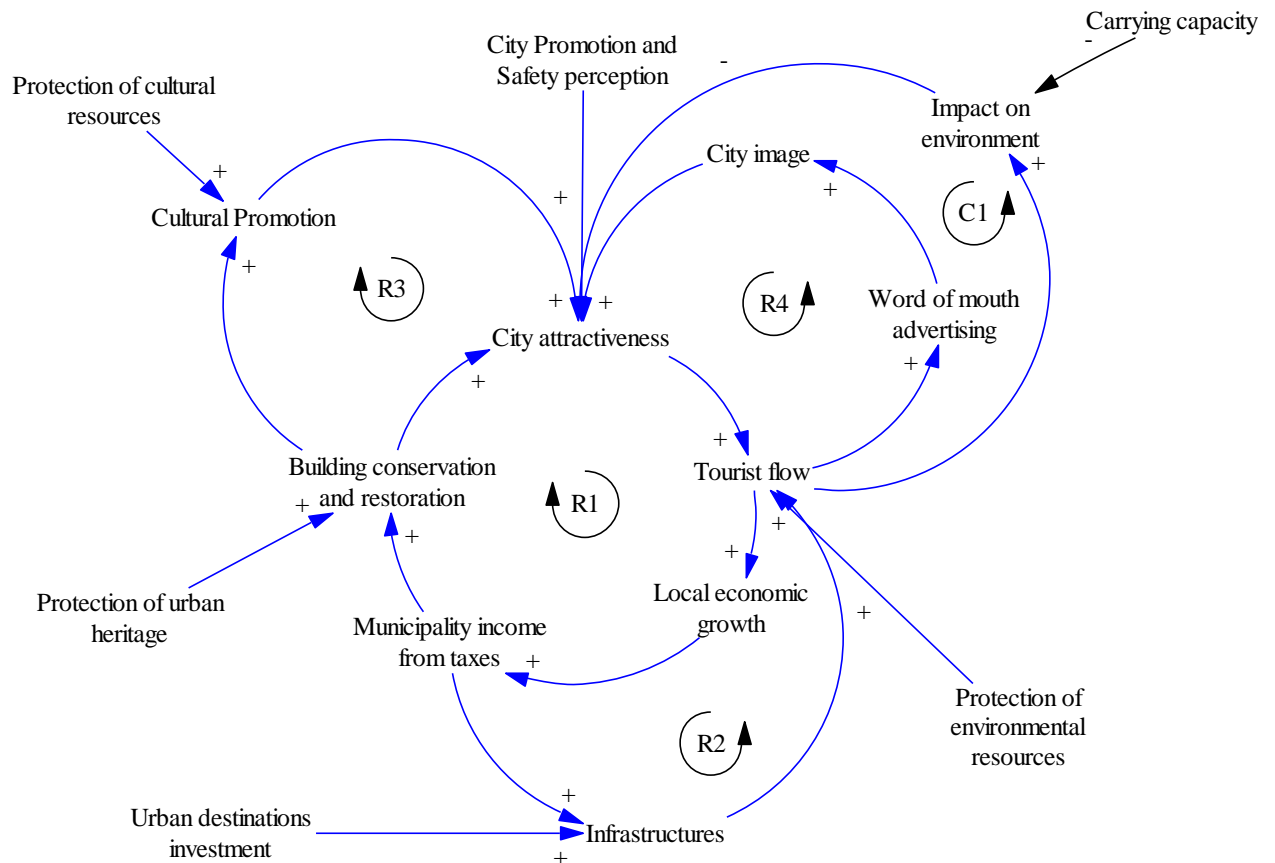 Carrying capacity
-
City Promotion and
Safety perception
-
Protection of cultural
resources
+
Impact on
environment
+
City image
+
Cultural Promotion
+
+
C1
R3
R4
Word of mouth
advertising
+
+
+
City attractiveness
+
+
Building conservation
and restoration
+
+
Tourist flow
+
R1
+
+
Protection of urban
heritage
Local economic
growth
+
Municipality income
from taxes
+
Protection of
environmental
resources
R2
+
Urban destinations
investment
+
Infrastructures